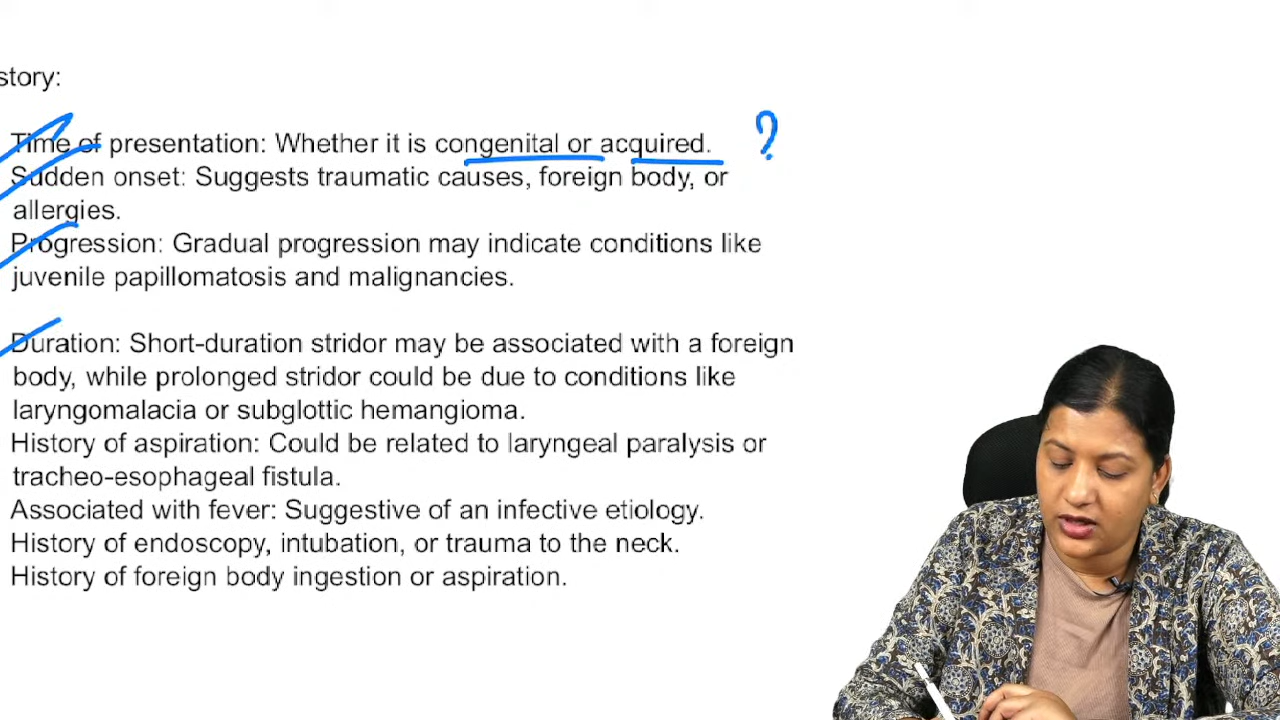 story:
Time of presentation: Whether it is congenital or acquired. ?
Sudden onset: Suggests traumatic causes, foreign body, or
allergies.
Progression: Gradual progression may indicate conditions like
juvenile papillomatosis and malignancies.
Duration: Short-duration stridor may be associated with a foreign
body, while prolonged stridor could be due to conditions like
laryngomalacia or subglottic hemangioma.
History of aspiration: Could be related to laryngeal paralysis or
tracheo-esophageal fistula.
Associated with fever: Suggestive of an infective etiology.
History of endoscopy, intubation, or trauma to the neck.
History of foreign body ingestion or aspiration.